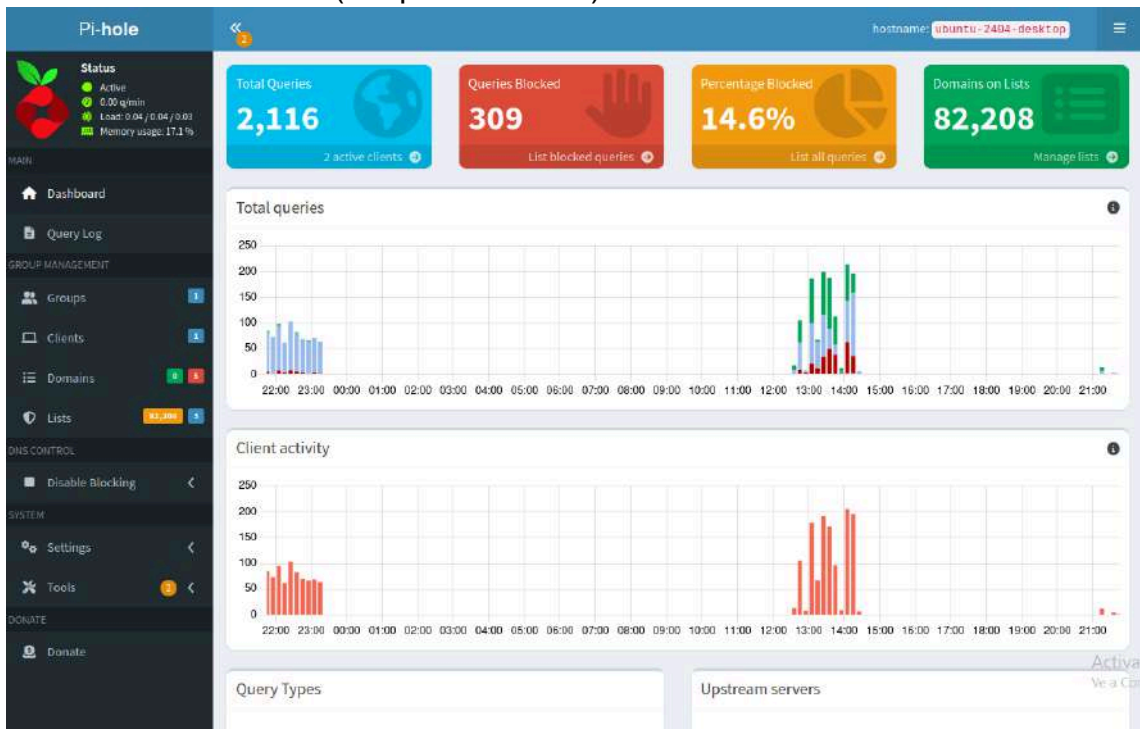 Pi-hole
2
hostname: ubuntu-2404-desktop
Status
Active
0.00 q/min
Load: 0.04 / 0.04 / 0.03
Memory usage: 17.1 %
MAIN
Dashboard
Query Log
GROUP MANAGEMENT
Groups 1
Clients 1
Domains 0
Lists
DNS CONTROL
Disable Blocking
SYSTEM
Settings
Tools 2
DONATE
Donate
Total Queries
2,116
2 active clients
Queries Blocked
309
List blocked queries
Percentage Blocked
14.6%
List all queries
Domains on Lists
82,208
Manage lists
Total queries
250
200
150
100
50
0
22:00 23:00 00:00 01:00 02:00 03:00 04:00 05:00 06:00 07:00 08:00 09:00 10:00 11:00 12:00 13:00 14:00 15:00 16:00 17:00 18:00 19:00 20:00 21:00
Client activity
250
200
150
100
50
0
22:00 23:00 00:00 01:00 02:00 03:00 04:00 05:00 06:00 07:00 08:00 09:00 10:00 11:00 12:00 13:00 14:00 15:00 16:00 17:00 18:00 19:00 20:00 21:00
Query Types
Upstream servers
Activa
Ve a